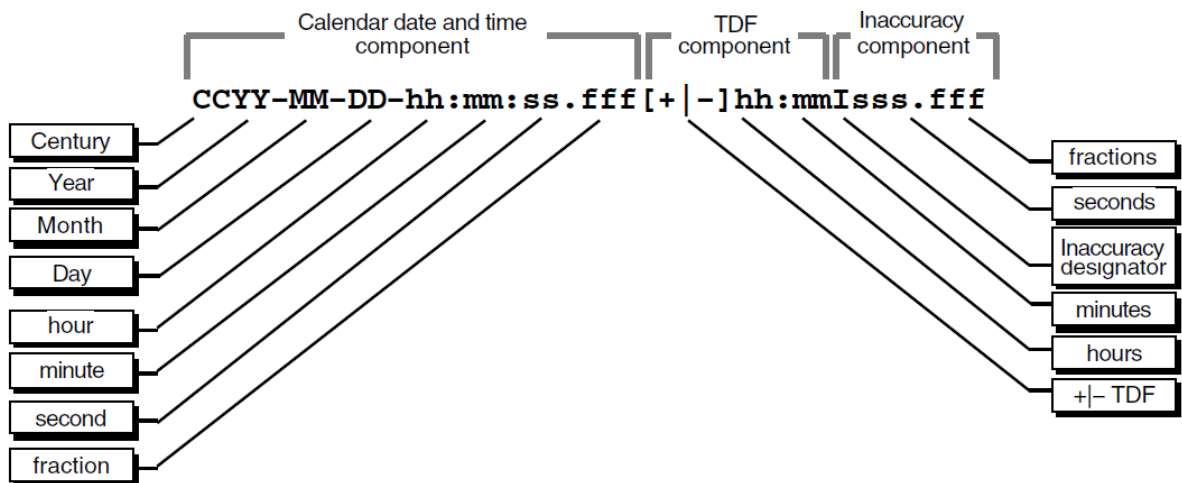 Calendar date and time
component
TDF
component
Inaccuracy
component
CCYY-MM-DD-hh:mm:ss.fff[+|-]hh:mmIsss.fff
Century
Year
Month
Day
hour
minute
second
fraction
fractions
seconds
Inaccuracy
designator
minutes
hours
+|– TDF